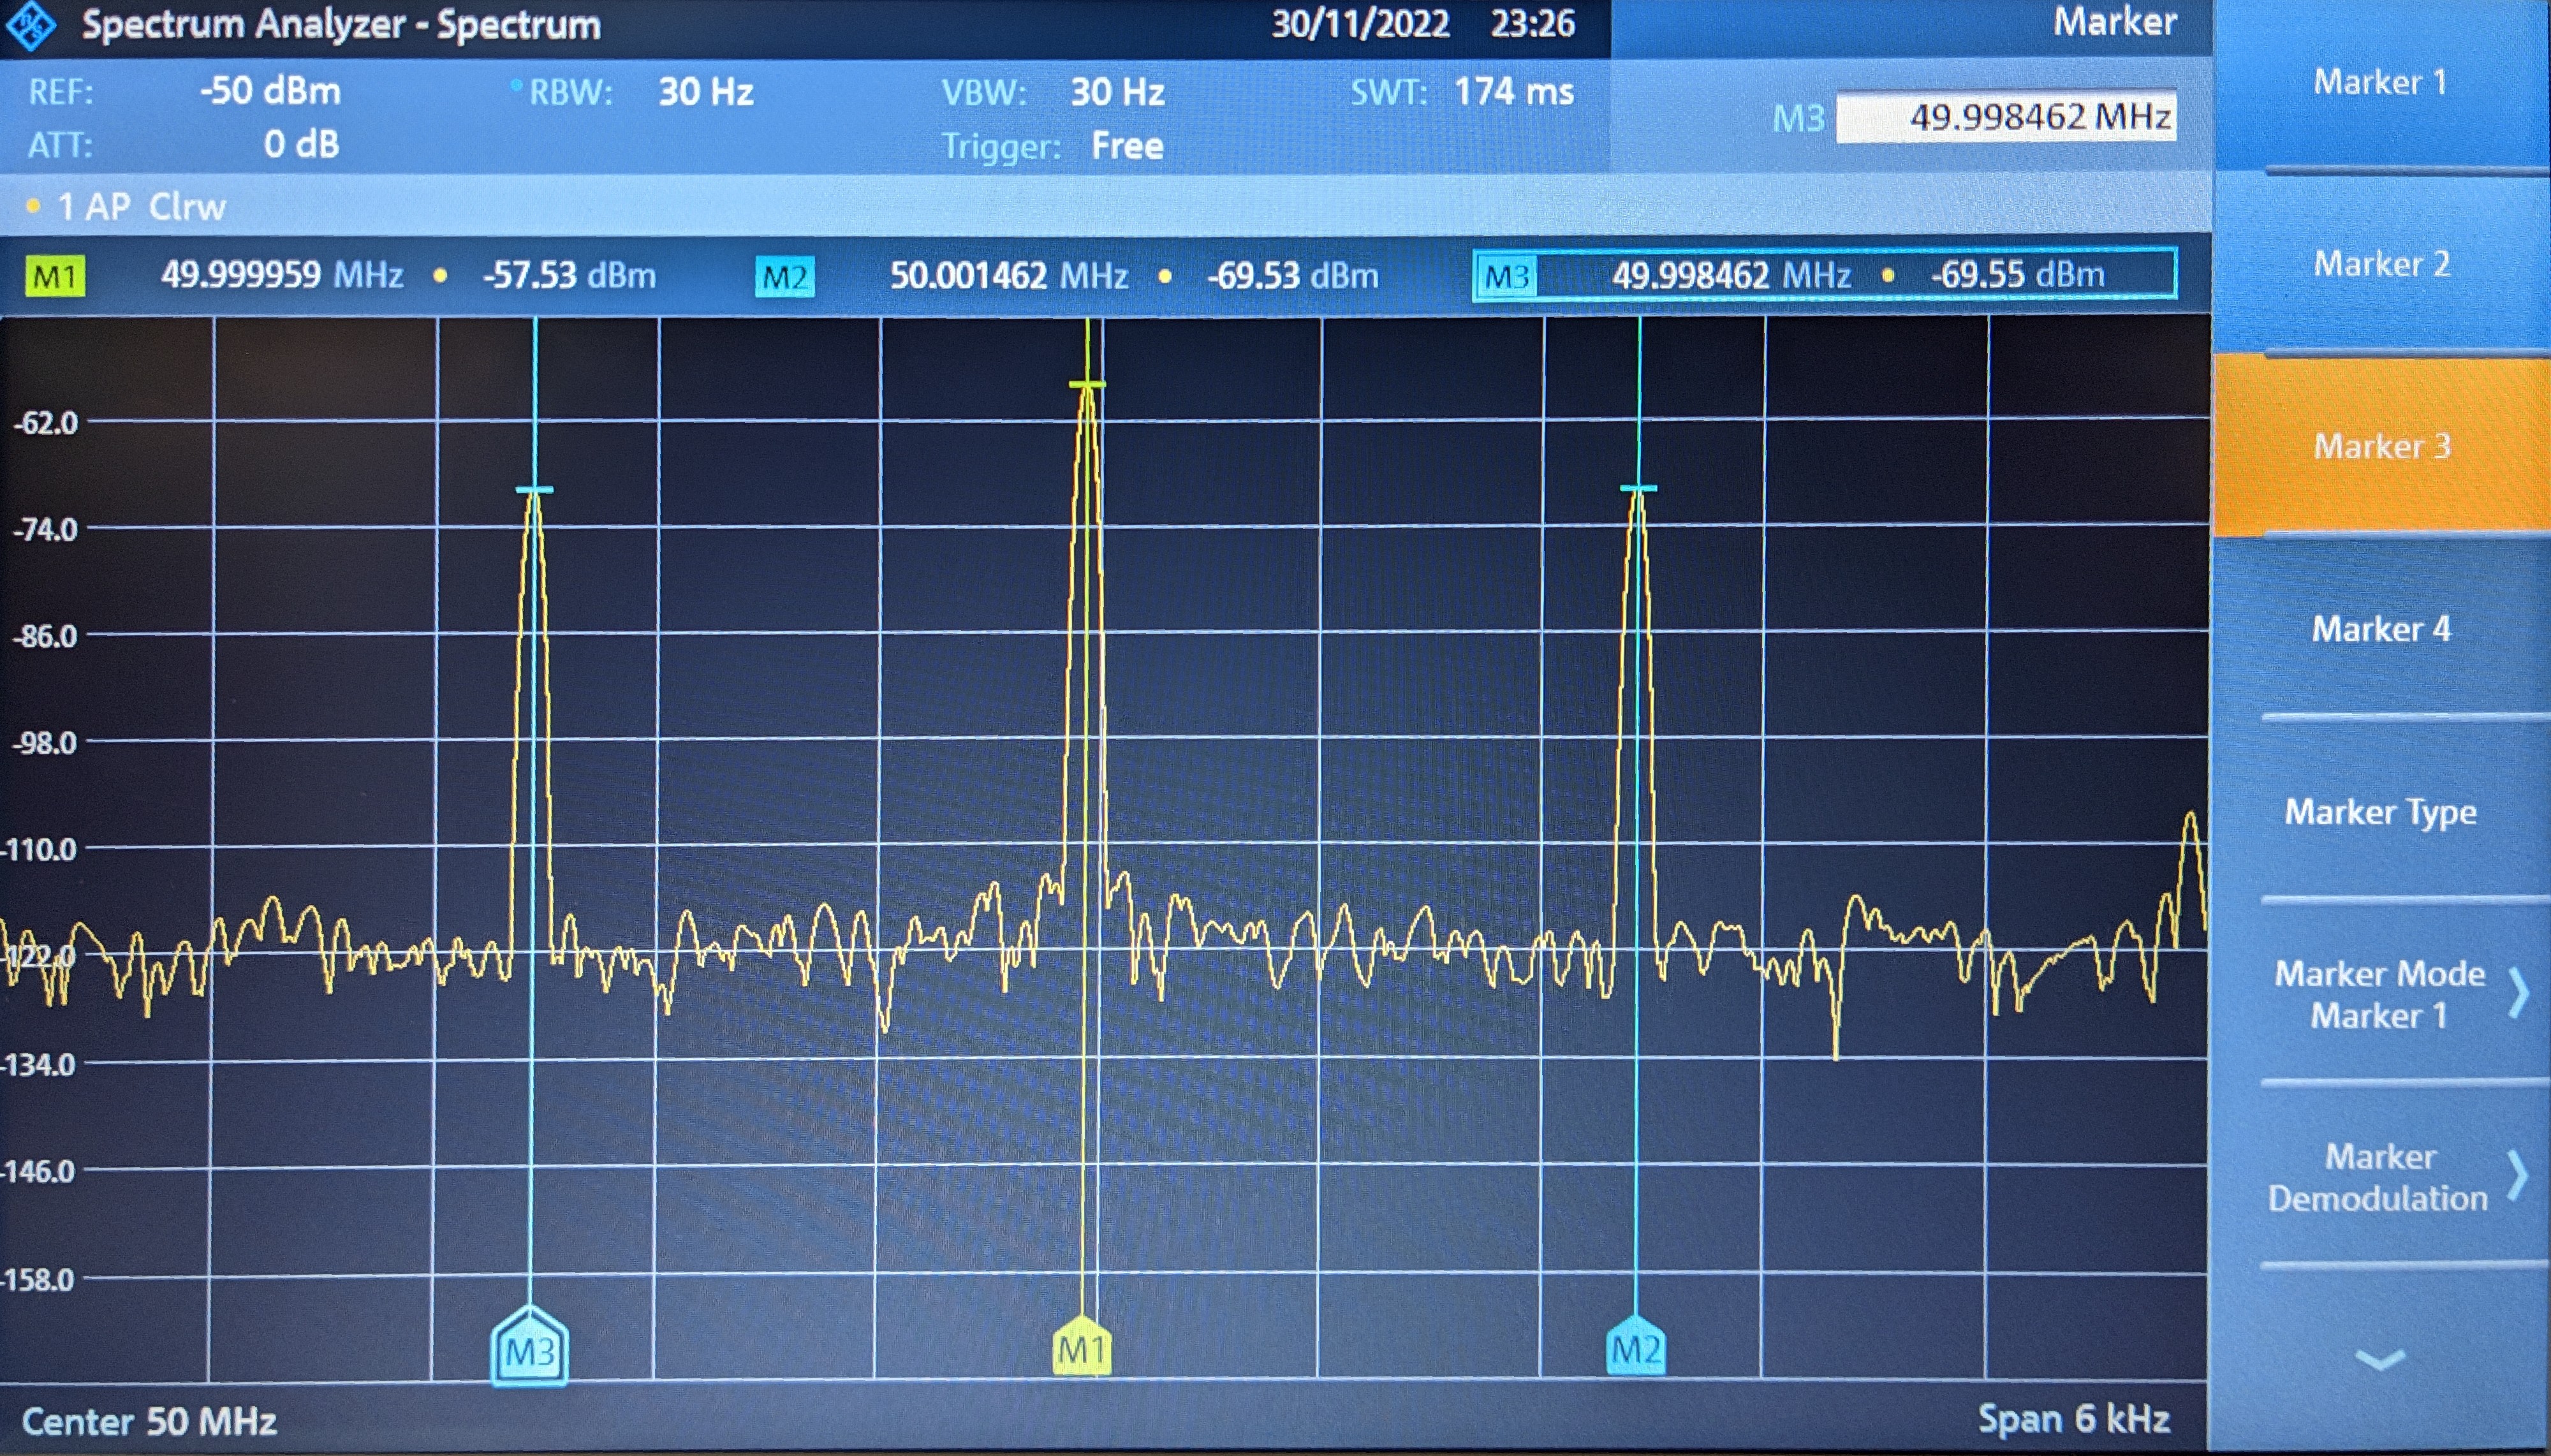 Spectrum Analyzer - Spectrum 30/11/2022 23:26 Marker
REF: -50 dBm RBW: 30 Hz VBW: 30 Hz SWT: 174 ms
ATT: 0 dB Trigger: Free
M3 49.998462 MHz
1 AP Clrw
M1 49.999959 MHz • -57.53 dBm M2 50.001462 MHz • -69.53 dBm M3 49.998462 MHz • -69.55 dBm
-62.0
-74.0
-86.0
-98.0
-110.0
-122.0
-134.0
-146.0
-158.0
M3 M1 M2
Center 50 MHz Span 6 kHz
Marker 1
Marker 2
Marker 3
Marker 4
Marker Type
Marker Mode
Marker 1
Marker
Demodulation